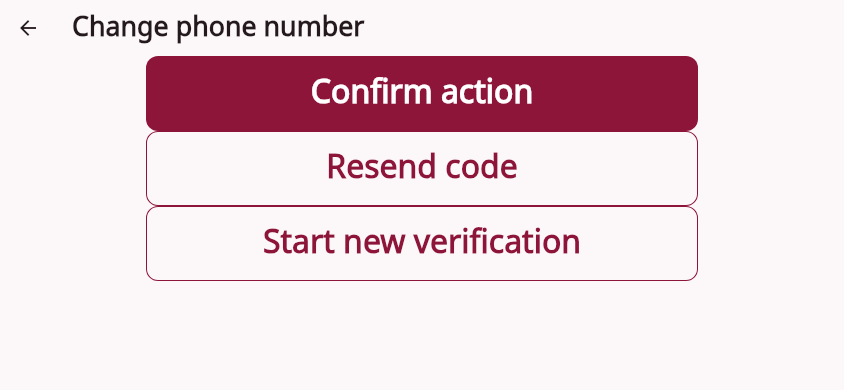 Change phone number
Confirm action
Resend code
Start new verification